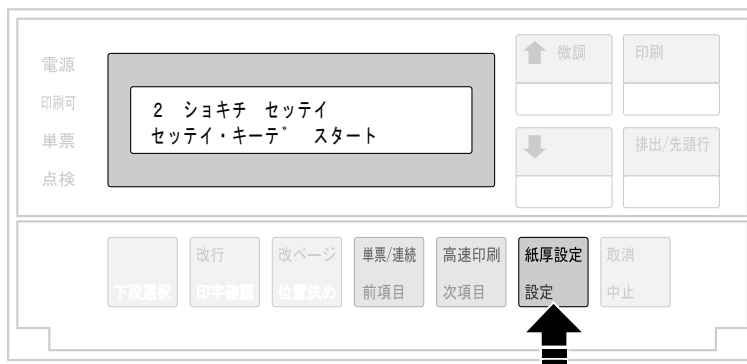 電源
印刷可
単票
点検
2 ショキチ セッテイ
セッテイ・キーデ スタート
微調
印刷
排出/先頭行
改行
改ページ
単票/連続
高速印刷
紙厚設定
取消
下段選択
印字確認
位置決め
前項目
次項目
設定
中止